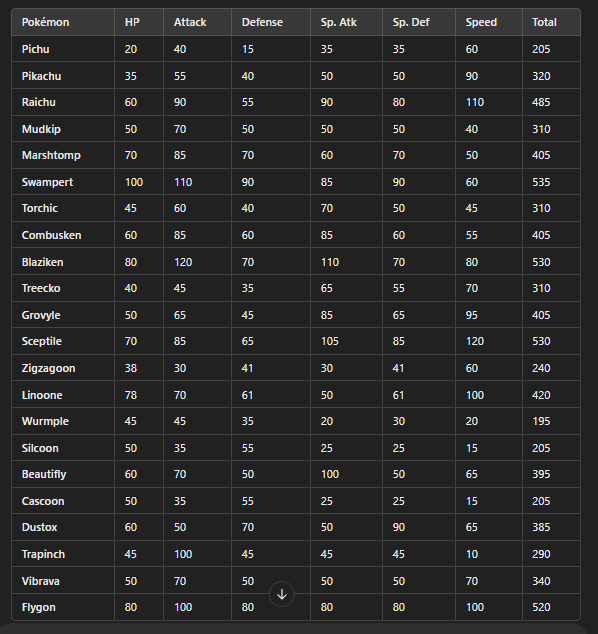 Pokémon HP Attack Defense Sp. Atk Sp. Def Speed Total
Pichu 20 40 15 35 35 60 205
Pikachu 35 55 40 50 50 90 320
Raichu 60 90 55 90 80 110 485
Mudkip 50 70 50 50 50 40 310
Marshtomp 70 85 70 60 70 50 405
Swampert 100 110 90 85 90 60 535
Torchic 45 60 40 70 50 45 310
Combusken 60 85 60 85 60 55 405
Blaziken 80 120 70 110 70 80 530
Treecko 40 45 35 65 55 70 310
Grovyle 50 65 45 85 65 95 405
Sceptile 70 85 65 105 85 120 530
Zigzagoon 38 30 41 30 41 60 240
Linoone 78 70 61 50 61 100 420
Wurmple 45 45 35 20 30 20 195
Silcoon 50 35 55 25 25 15 205
Beautifly 60 70 50 100 50 65 395
Cascoon 50 35 55 25 25 15 205
Dustox 60 50 70 50 90 65 385
Trapinch 45 100 45 45 45 10 290
Vibrava 50 70 50 50 50 70 340
Flygon 80 100 80 80 80 100 520